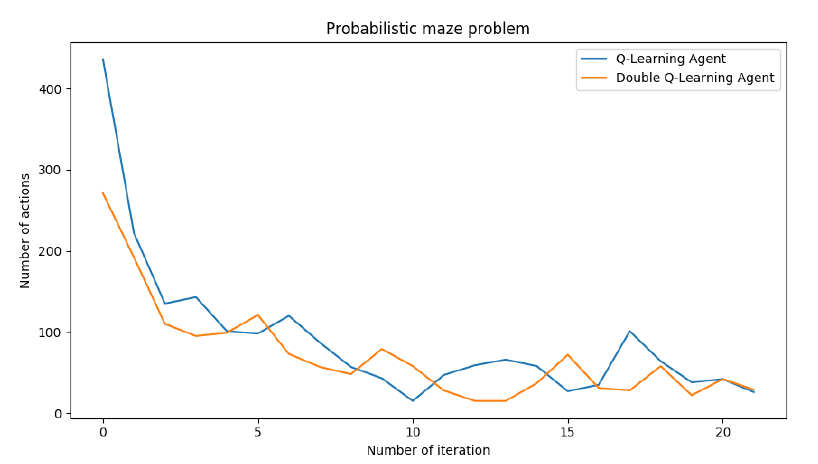 Probabilistic maze problem
Q-Learning Agent
Double Q-Learning Agent
400
300
200
100
0
Number of actions
0 5 10 15 20
Number of iteration